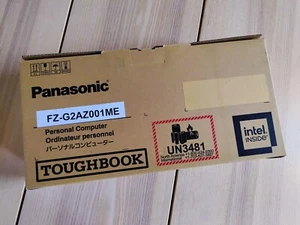 Panasonic
FZ-G2AZ001ME
Personal Computer
Ordinateur personnel
パーソナルコンピューター
TOUGHBOOK
UN3481
intel
INSIDE